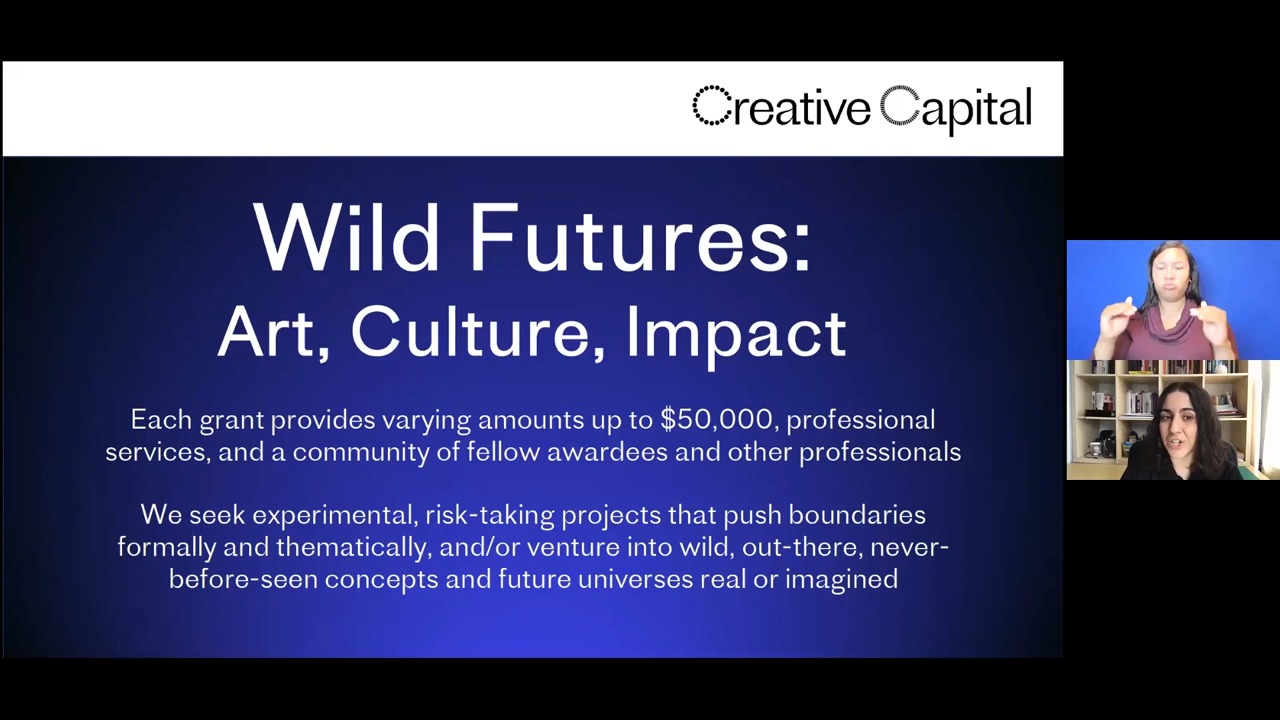 Creative Capital
Wild Futures:
Art, Culture, Impact
Each grant provides varying amounts up to $50,000, professional
services, and a community of fellow awardees and other professionals
We seek experimental, risk-taking projects that push boundaries
formally and thematically, and/or venture into wild, out-there, never-
before-seen concepts and future universes real or imagined